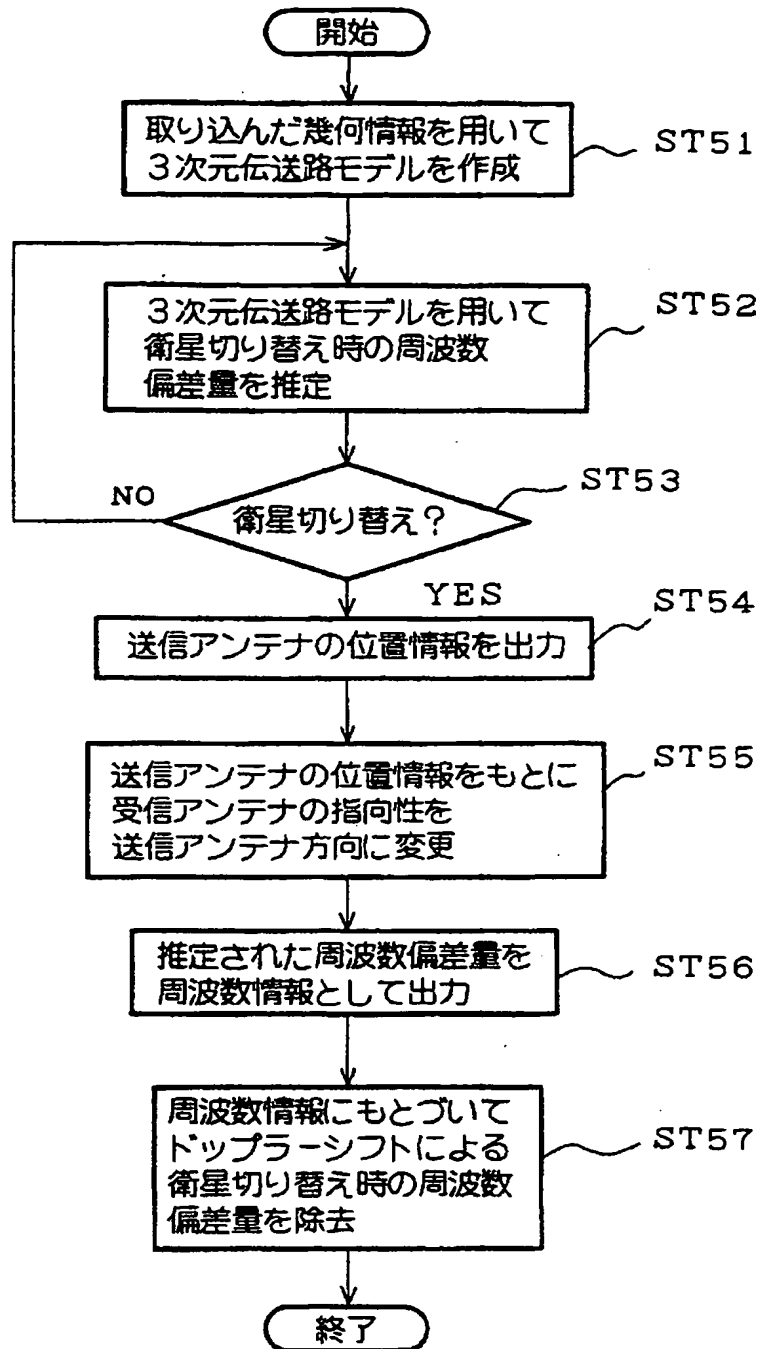 開始
取り込んだ幾何情報を用いて
3次元伝送路モデルを作成
ST51
3次元伝送路モデルを用いて
衛星切り替え時の周波数
偏差量を推定
ST52
衛星切り替え?
ST53
NO
YES
送信アンテナの位置情報を出力
ST54
送信アンテナの位置情報をもとに
受信アンテナの指向性を
送信アンテナ方向に変更
ST55
推定された周波数偏差量を
周波数情報として出力
ST56
周波数情報にもとづいて
ドップラーシフトによる
衛星切り替え時の周波数
偏差量を除去
ST57
終了